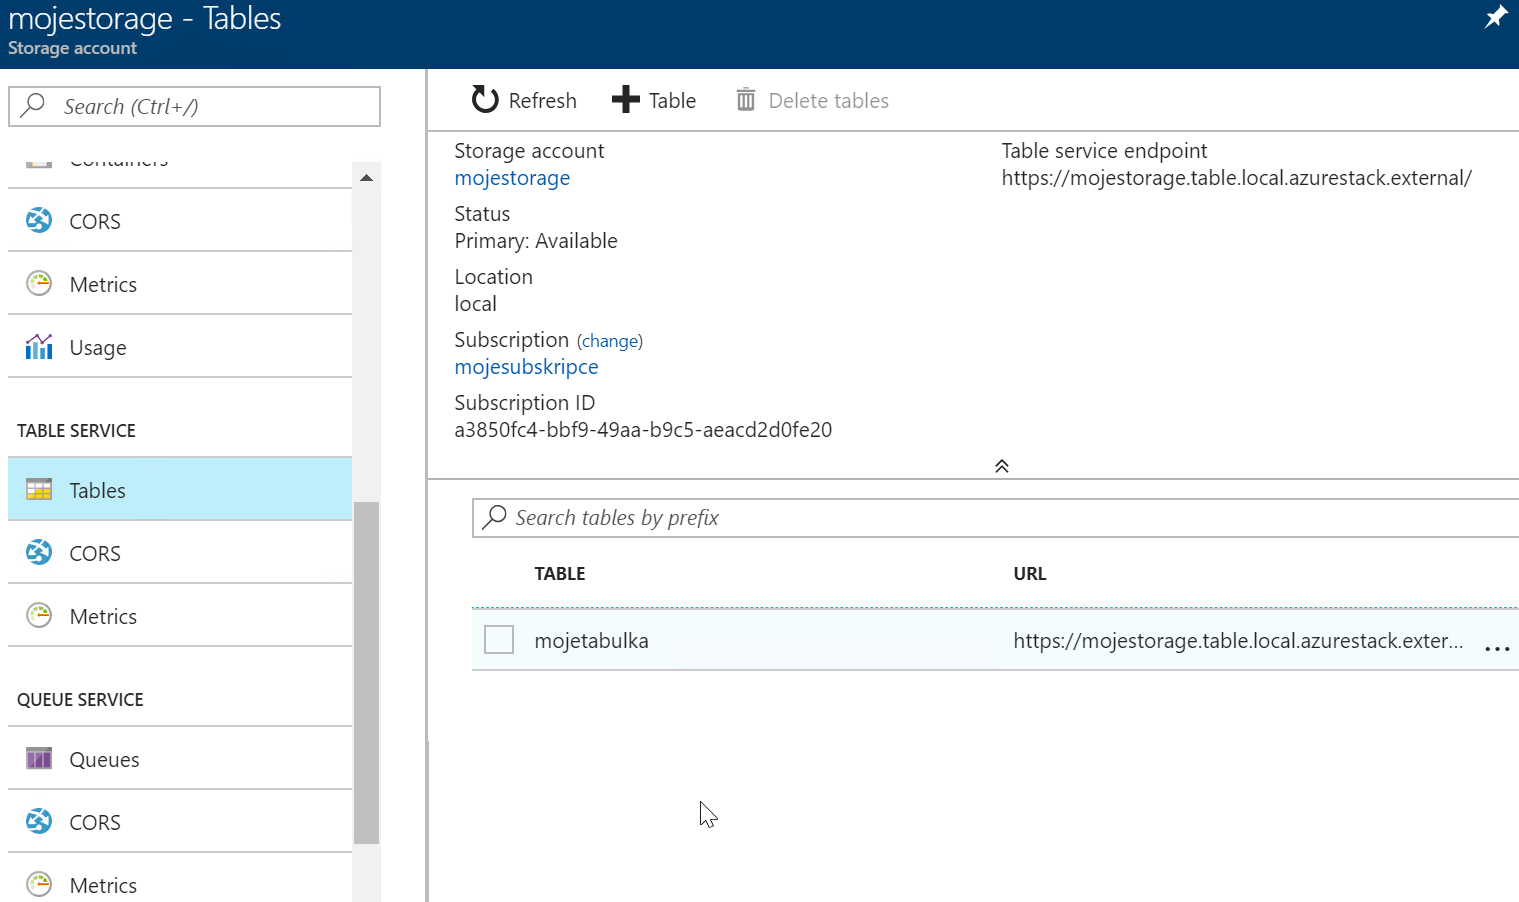 mojestorage - Tables
Storage account
Search (Ctrl+/)
Containers
CORS
Metrics
Usage
TABLE SERVICE
Tables
CORS
Metrics
QUEUE SERVICE
Queues
CORS
Metrics
Refresh
Table
Delete tables
Storage account
mojestorage
Status
Primary: Available
Location
local
Subscription (change)
mojesubskripce
Subscription ID
a3850fc4-bbf9-49aa-b9c5-aeacd2d0fe20
Table service endpoint
https://mojestorage.table.local.azurestack.external/
Search tables by prefix
TABLE URL
mojetabulka https://mojestorage.table.local.azurestack.exter... ...